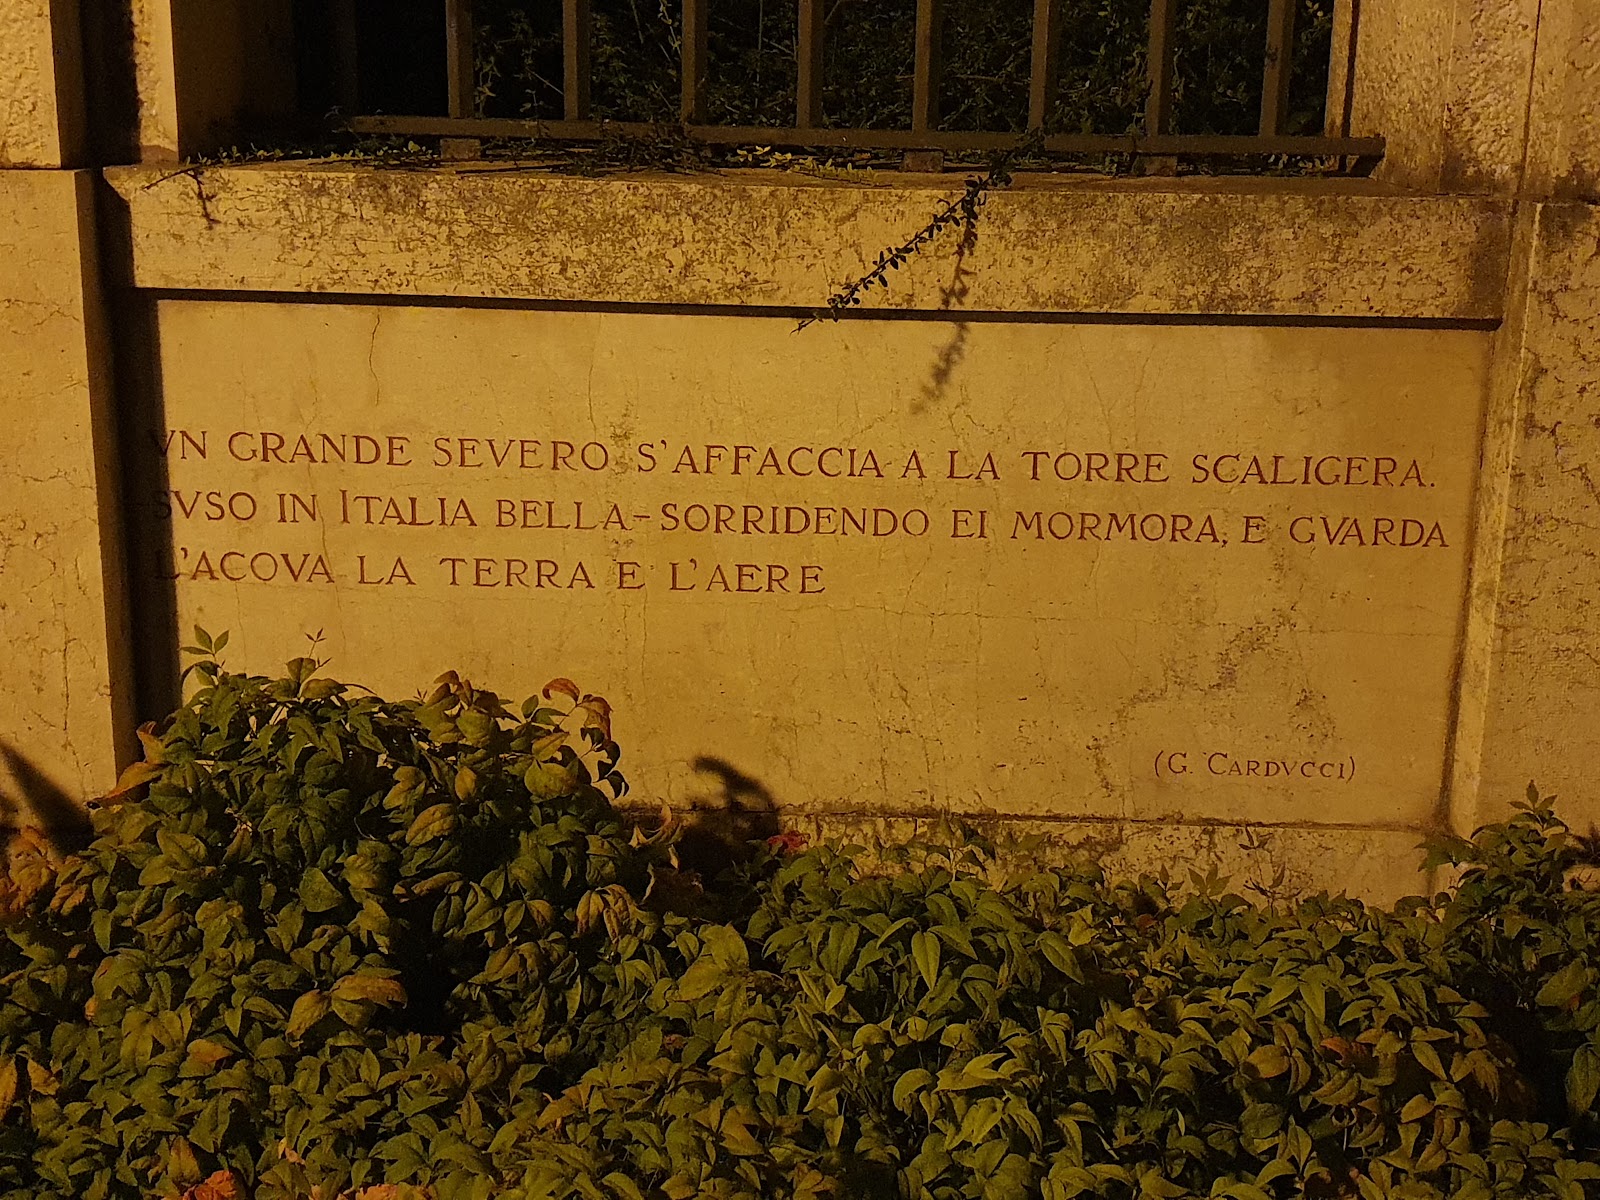 VN GRANDE SEVERO S'AFFACCIA A LA TORRE SCALIGERA.
SVSO IN ITALIA BELLA-SORRIDENDO EI MORMORA, E GVARDA
L'ACQVA LA TERRA E L'AERE
(G. CARDVCCI)